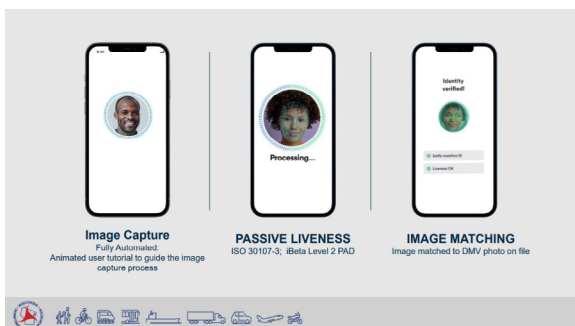 Identity
verified!
Processing...
Selfie matches ID
Liveness OK
Image Capture
Fully Automated.
Animated user tutorial to guide the image
capture process
PASSIVE LIVENESS
ISO 30107-3; iBeta Level 2 PAD
IMAGE MATCHING
Image matched to DMV photo on file